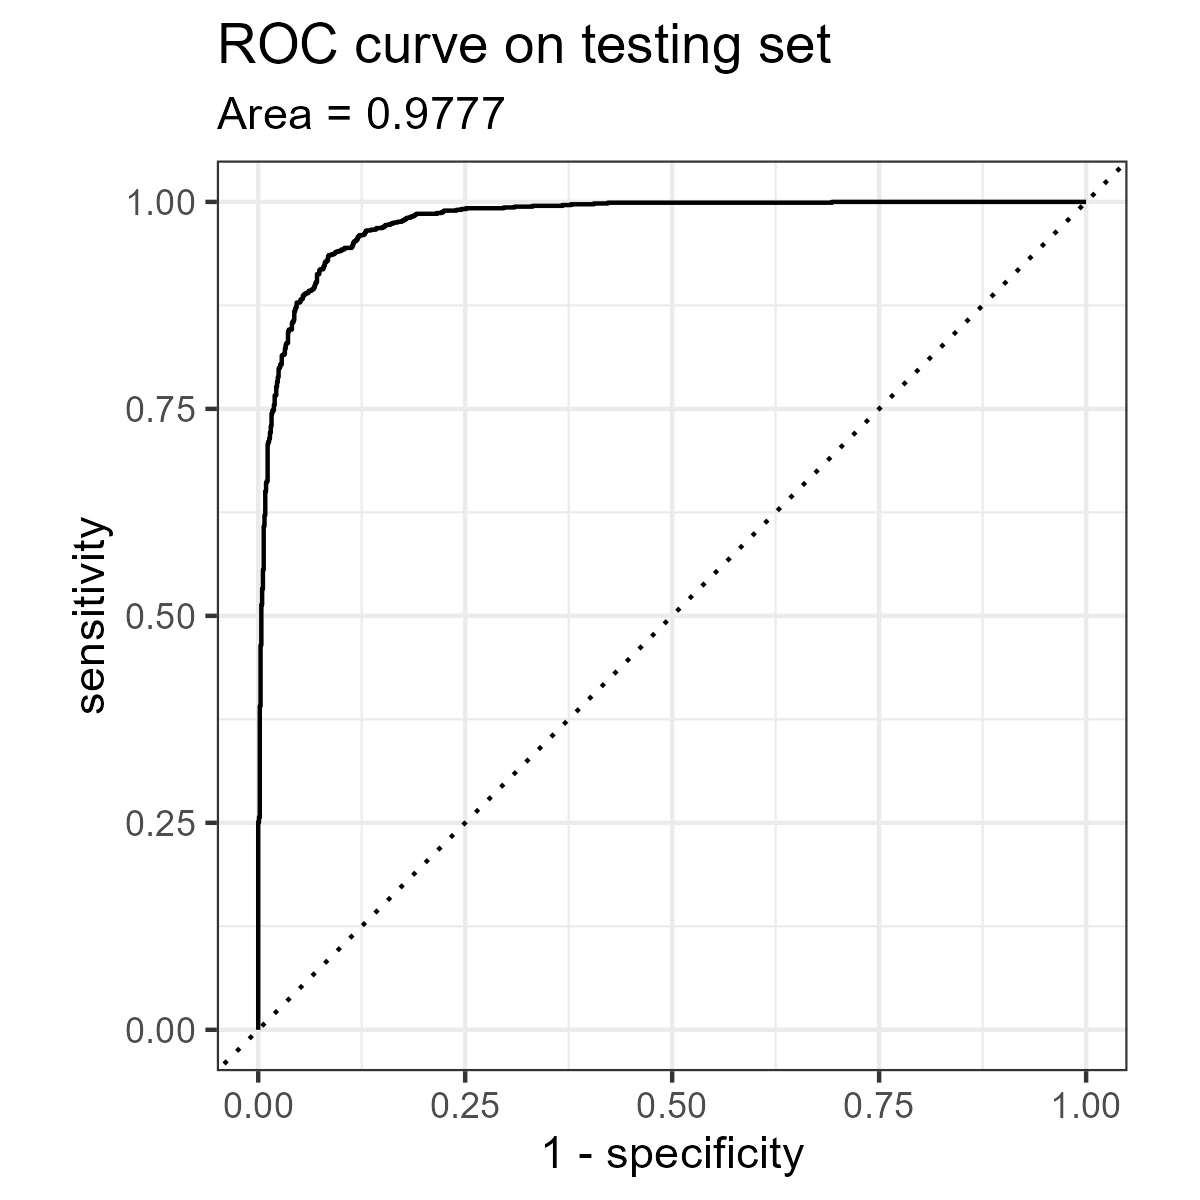 ROC curve on testing set
Area = 0.9777
sensitivity
1.00
0.75
0.50
0.25
0.00
0.00 0.25 0.50 0.75 1.00
1 - specificity